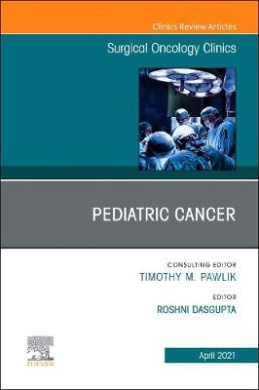 Clinics Review Articles
Surgical Oncology Clinics
PEDIATRIC CANCER
CONSULTING EDITOR
TIMOTHY M. PAWLIK
EDITOR
ROSHNI DASGUPTA
ELSEVIER
April 2021